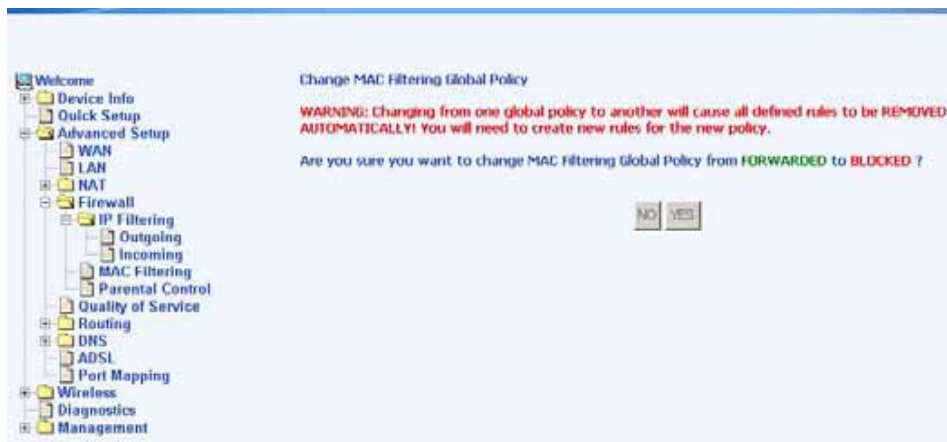 Welcome
Device Info
Quick Setup
Advanced Setup
WAN
LAN
NAT
Firewall
IP Filtering
Outgoing
Incoming
MAC Filtering
Parental Control
Quality of Service
Routing
DNS
ADSL
Port Mapping
Wireless
Diagnostics
Management
Change MAC Filtering Global Policy
WARNING: Changing from one global policy to another will cause all defined rules to be REMOVED
AUTOMATICALLY! You will need to create new rules for the new policy.
Are you sure you want to change MAC Filtering Global Policy from FORWARDED to BLOCKED ?
NO YES